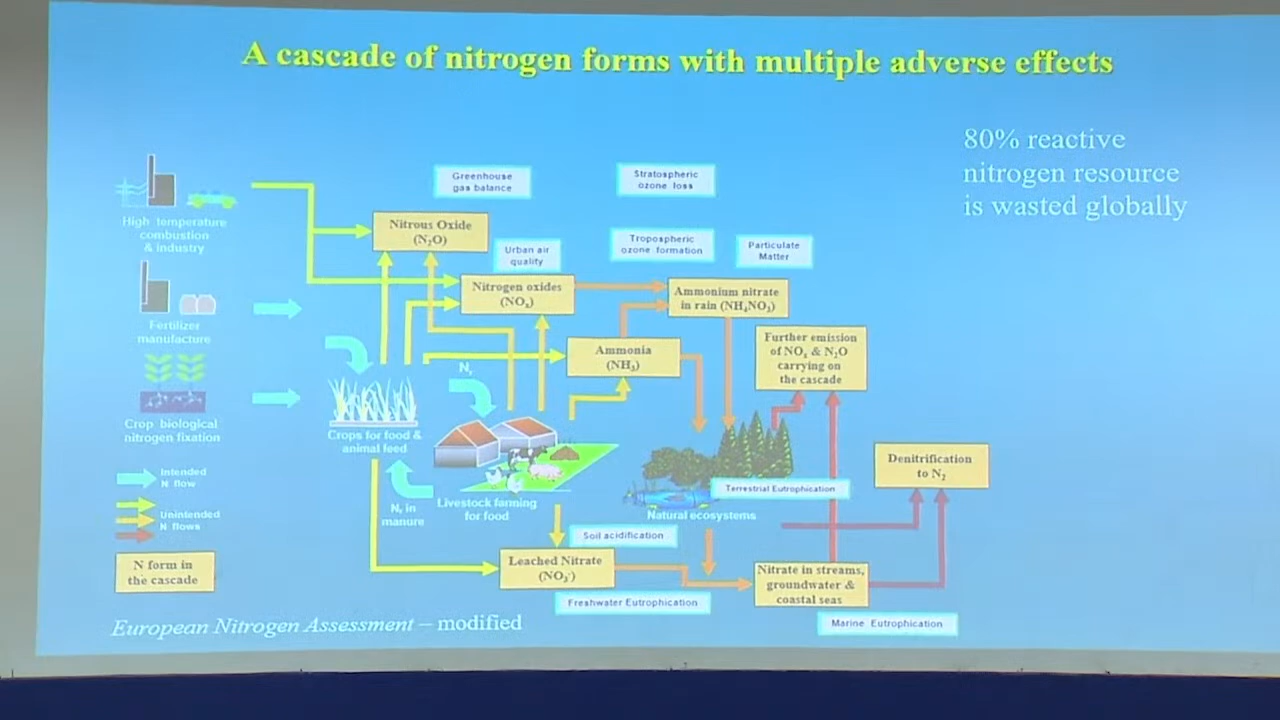 A cascade of nitrogen forms with multiple adverse effects
80% reactive
nitrogen resource
is wasted globally
High temperature
combustion
& industry
Fertilizer
manufacture
Crop biological
nitrogen fixation
Intended
N flow
Unintended
N flows
N form in
the cascade
Greenhouse
gas balance
Stratospheric
ozone loss
Nitrous Oxide
(N₂O)
Urban air
quality
Tropospheric
ozone formation
Particulate
Matter
Nitrogen oxides
(NOₓ)
Ammonium nitrate
in rain (NH₄NO₃)
Ammonia
(NH₃)
Further emission
of NOₓ & N₂O
carrying on
the cascade
Nᵣ
Crops for food &
animal feed
Nᵣ in
manure
Livestock farming
for food
Terrestrial Eutrophication
Natural ecosystems
Denitrification
to N₂
Soil acidification
Leached Nitrate
(NO₃⁻)
Freshwater Eutrophication
Nitrate in streams,
groundwater &
coastal seas
Marine Eutrophication
European Nitrogen Assessment – modified